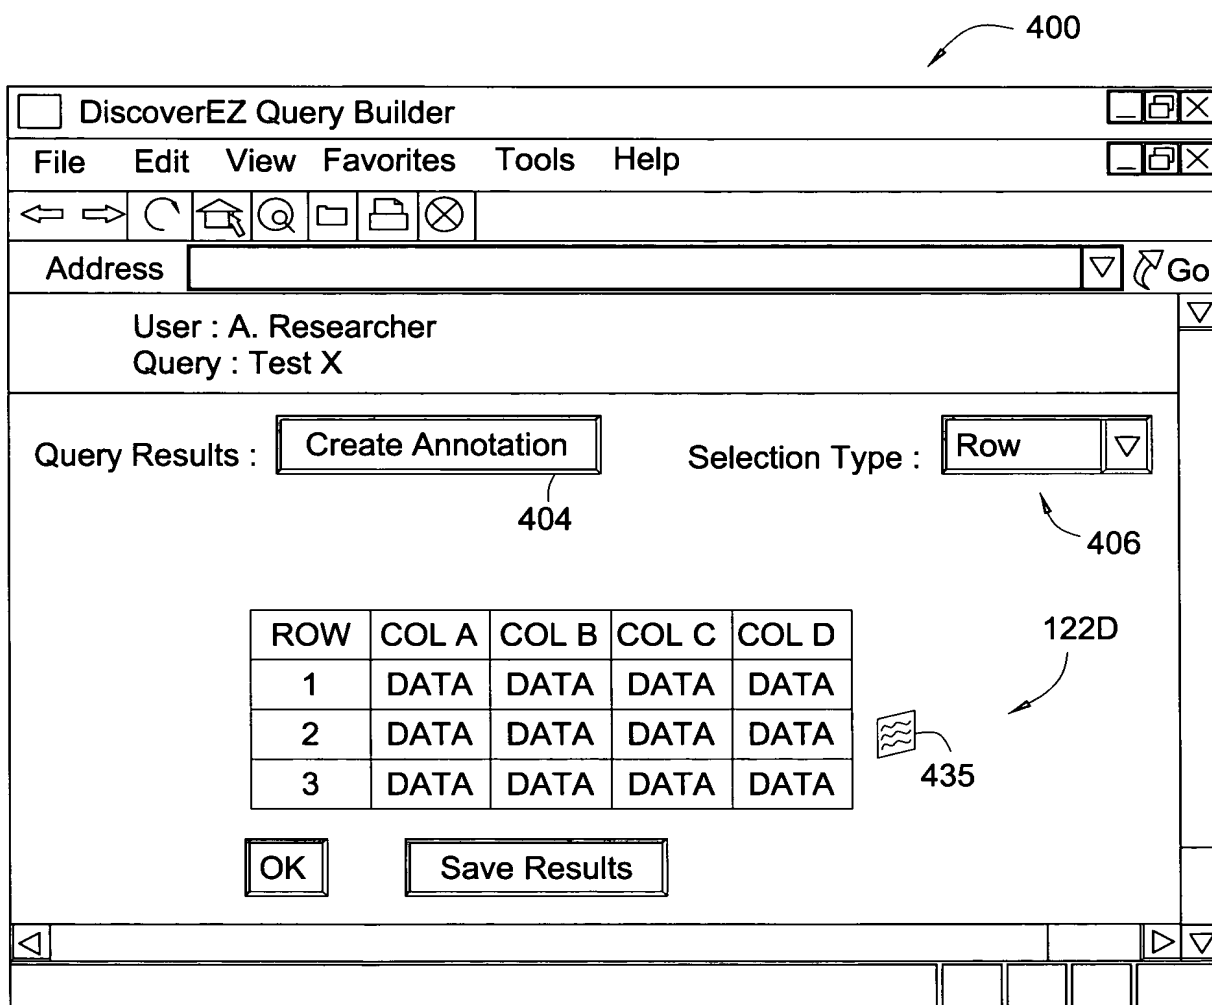 400
DiscoverEZ Query Builder
File Edit View Favorites Tools Help
Address Go
User : A. Researcher
Query : Test X
Query Results : Create Annotation Selection Type : Row
404
406
ROW COL A COL B COL C COL D
1 DATA DATA DATA DATA
2 DATA DATA DATA DATA
3 DATA DATA DATA DATA
122D
435
OK Save Results